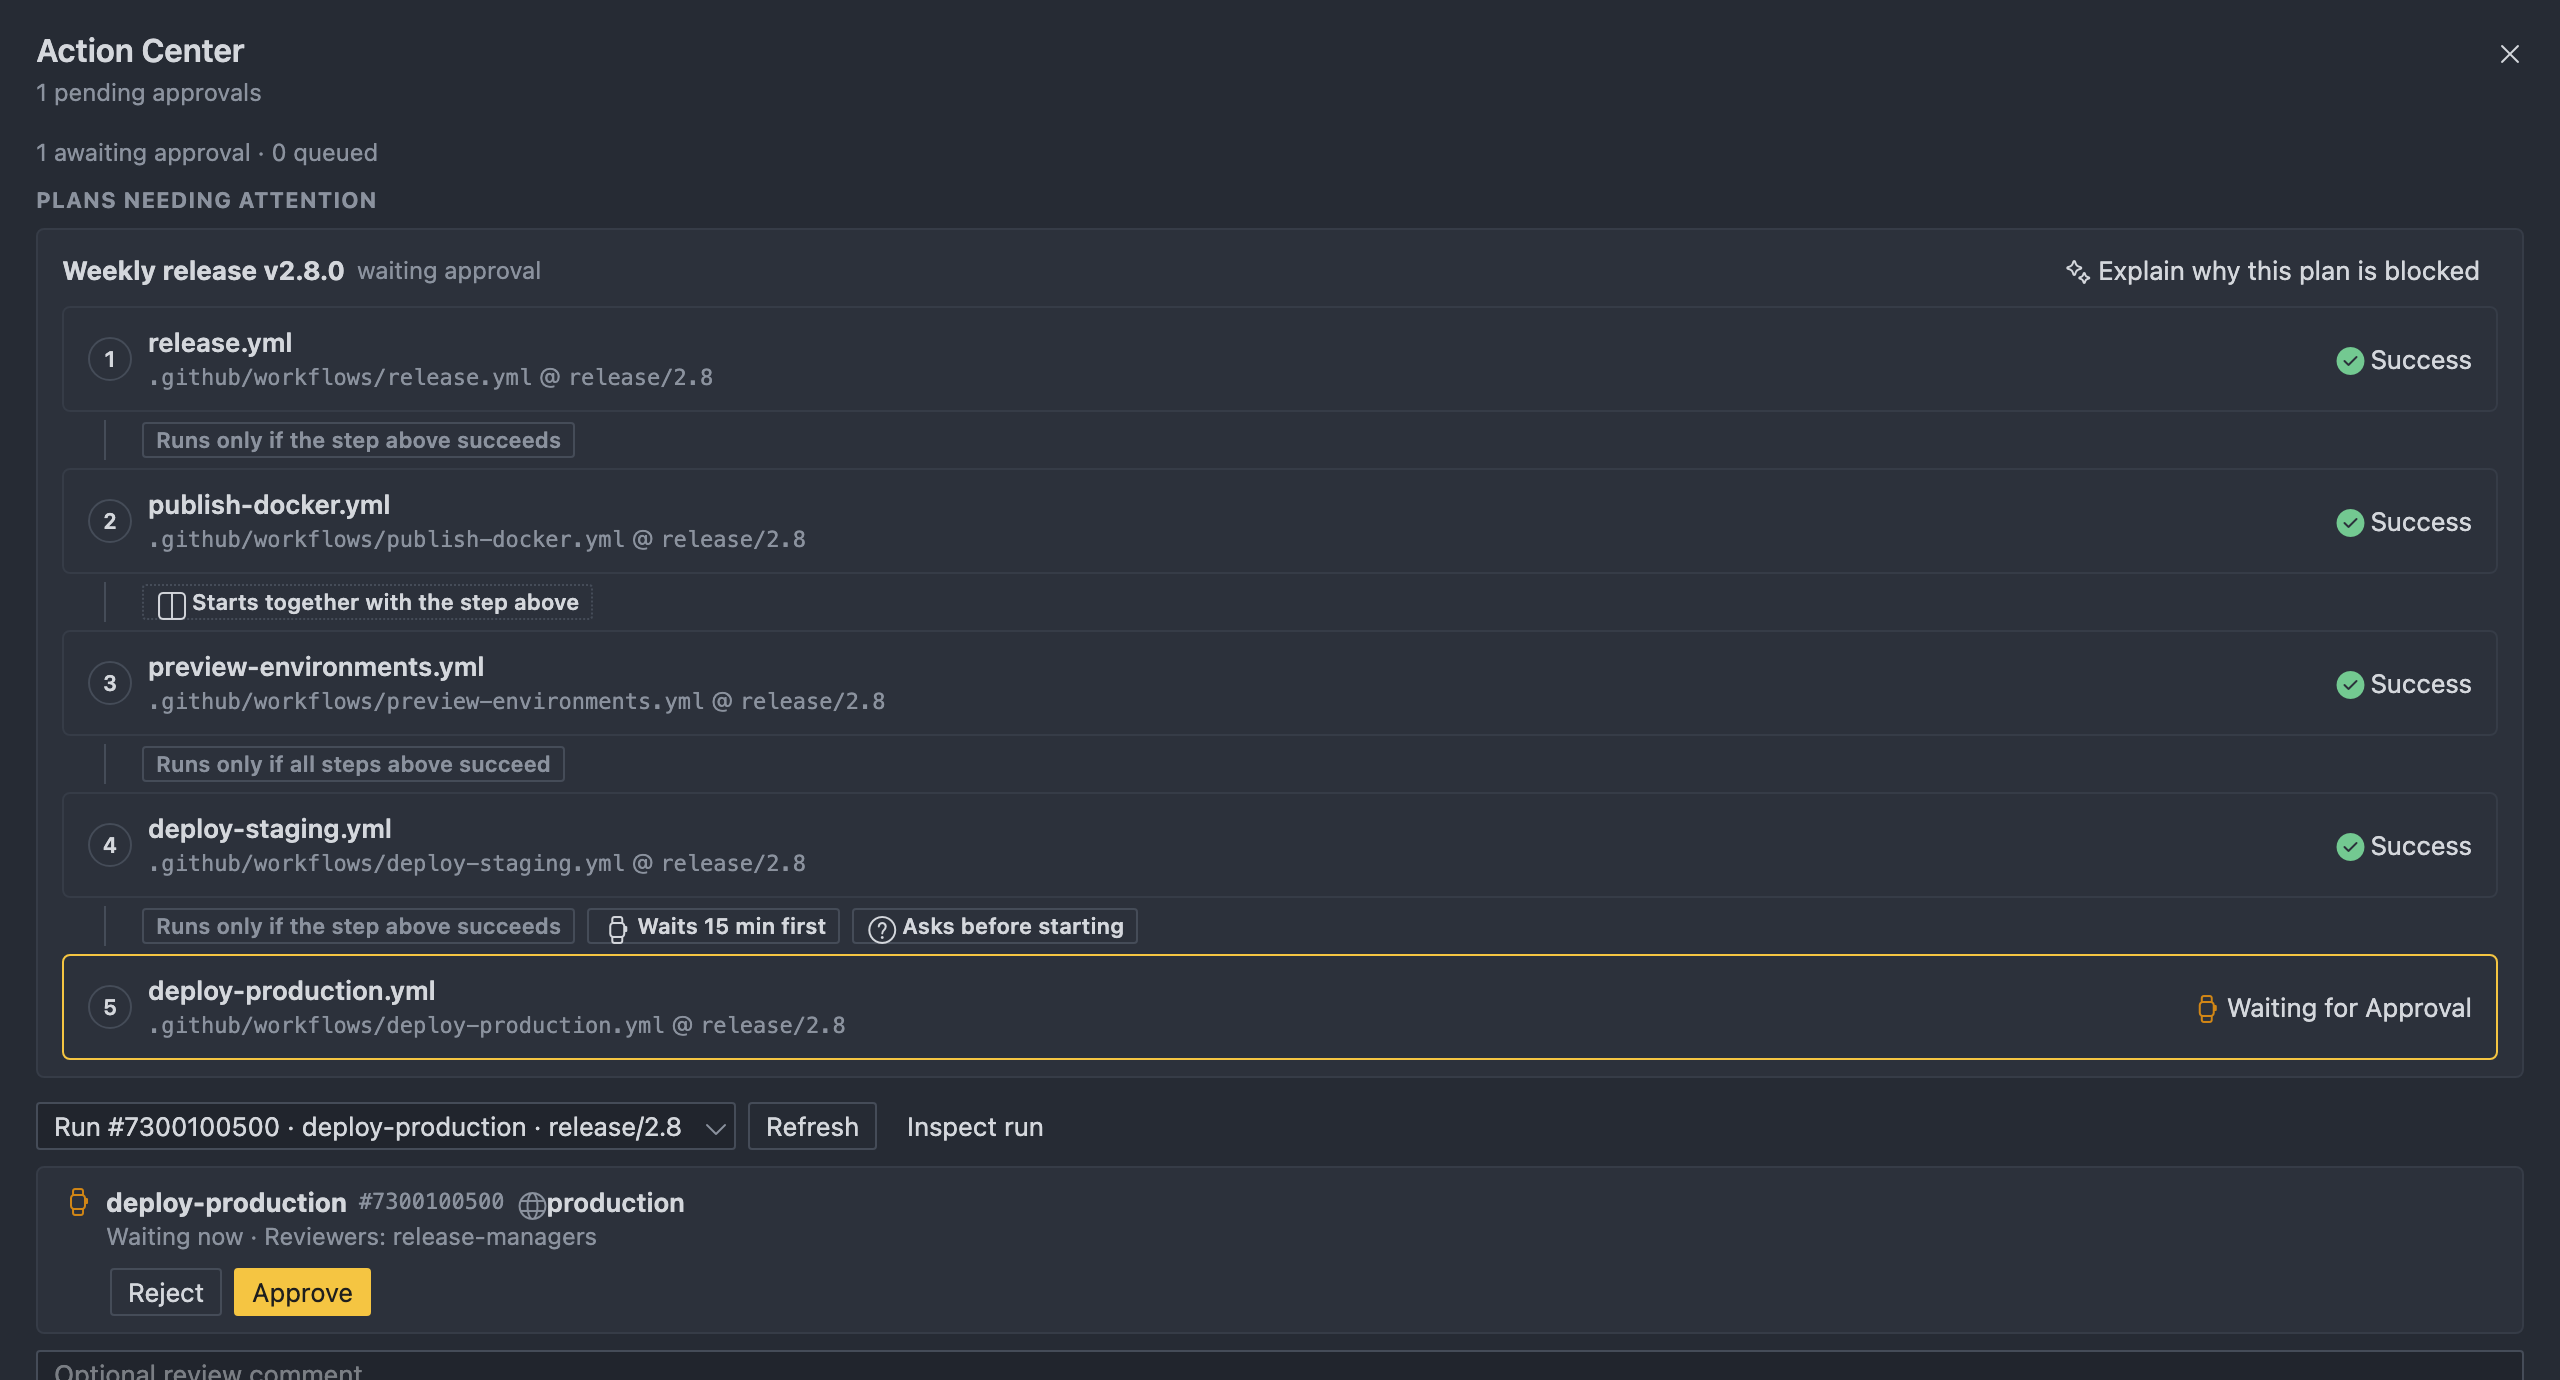 Action Center
1 pending approvals
1 awaiting approval · 0 queued
PLANS NEEDING ATTENTION
Weekly release v2.8.0 waiting approval
Explain why this plan is blocked
1
release.yml
.github/workflows/release.yml @ release/2.8
Success
Runs only if the step above succeeds
2
publish-docker.yml
.github/workflows/publish-docker.yml @ release/2.8
Success
Starts together with the step above
3
preview-environments.yml
.github/workflows/preview-environments.yml @ release/2.8
Success
Runs only if all steps above succeed
4
deploy-staging.yml
.github/workflows/deploy-staging.yml @ release/2.8
Success
Runs only if the step above succeeds
Waits 15 min first
Asks before starting
5
deploy-production.yml
.github/workflows/deploy-production.yml @ release/2.8
Waiting for Approval
Run #7300100500 · deploy-production · release/2.8
Refresh
Inspect run
deploy-production #7300100500 production
Waiting now · Reviewers: release-managers
Reject
Approve
Optional review comment